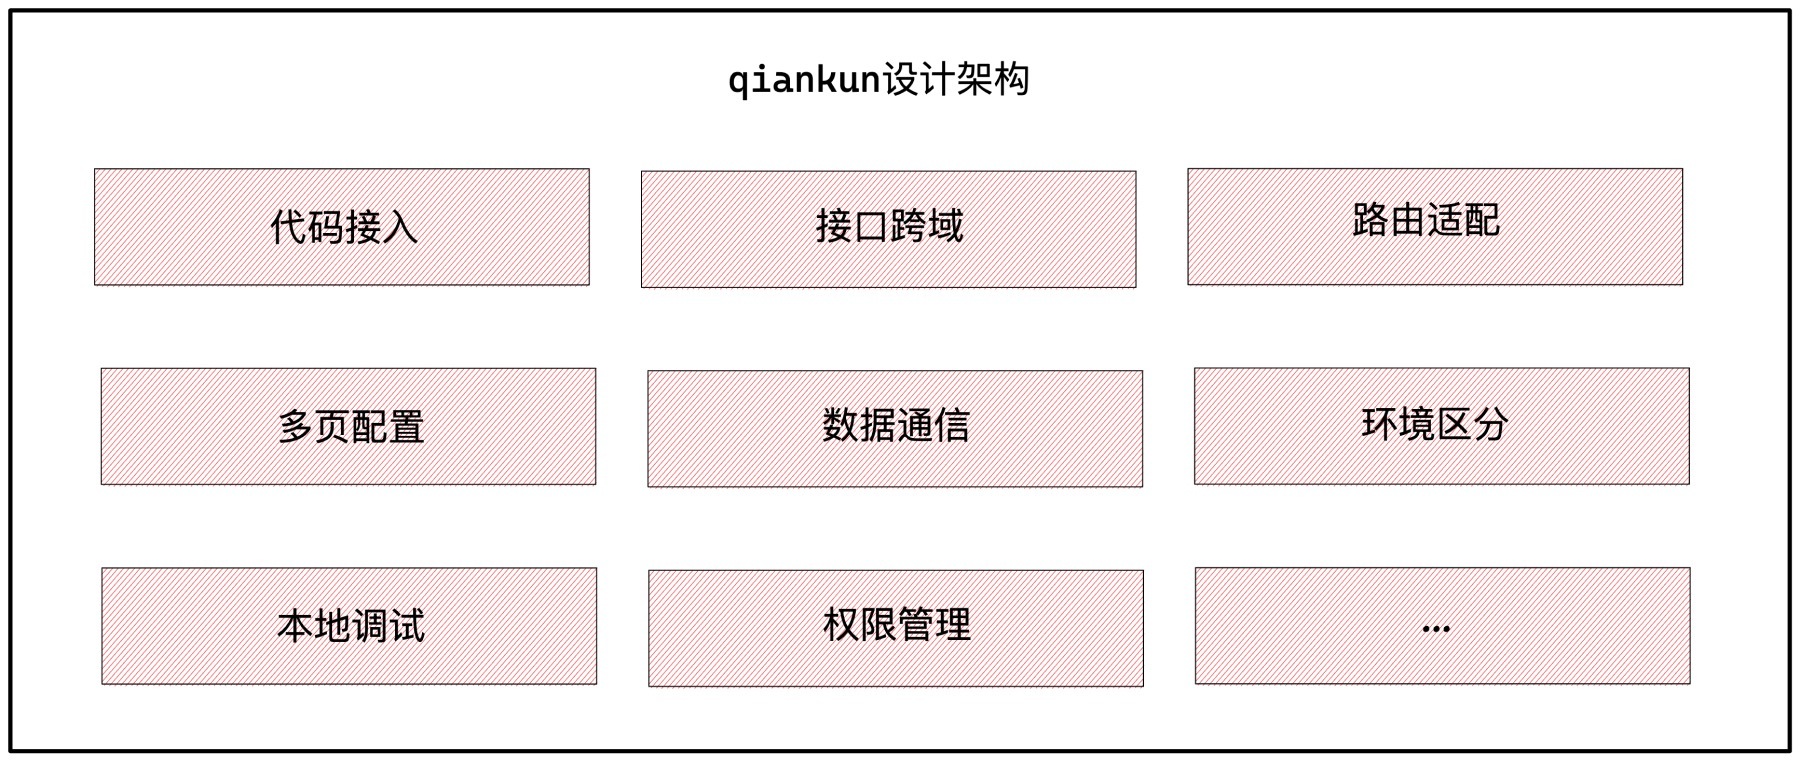 qiankun设计架构
代码接入
接口跨域
路由适配
多页配置
数据通信
环境区分
本地调试
权限管理
...